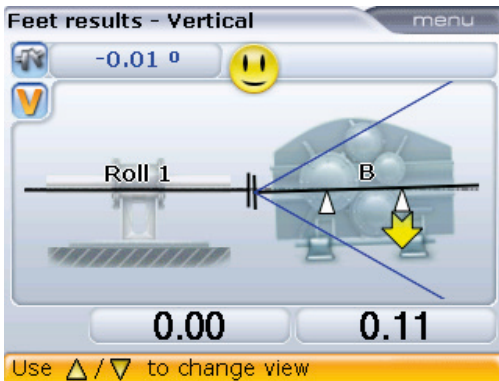 Feet results - Vertical menu
-0.01 º
V
Roll 1 B
0.00 0.11
Use △ / ▽ to change view